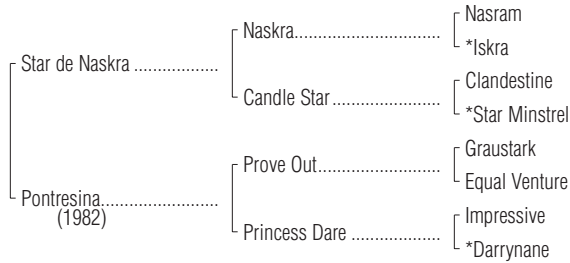 Nasram
Naskra
*Iskra
Star de Naskra
Clandestine
Candle Star
*Star Minstrel
Graustark
Prove Out
Equal Venture
Pontresina
(1982)
Impressive
Princess Dare
*Darrynane